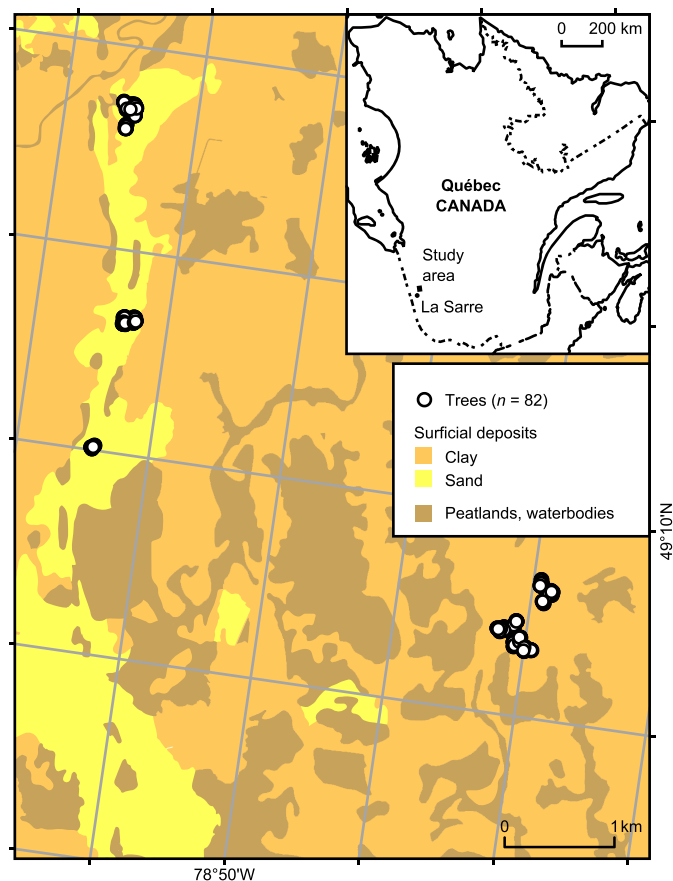 0 200 km
Québec
CANADA
Study
area
La Sarre
Trees (n = 82)
Surficial deposits
Clay
Sand
Peatlands, waterbodies
49°10'N
0 1 km
78°50'W